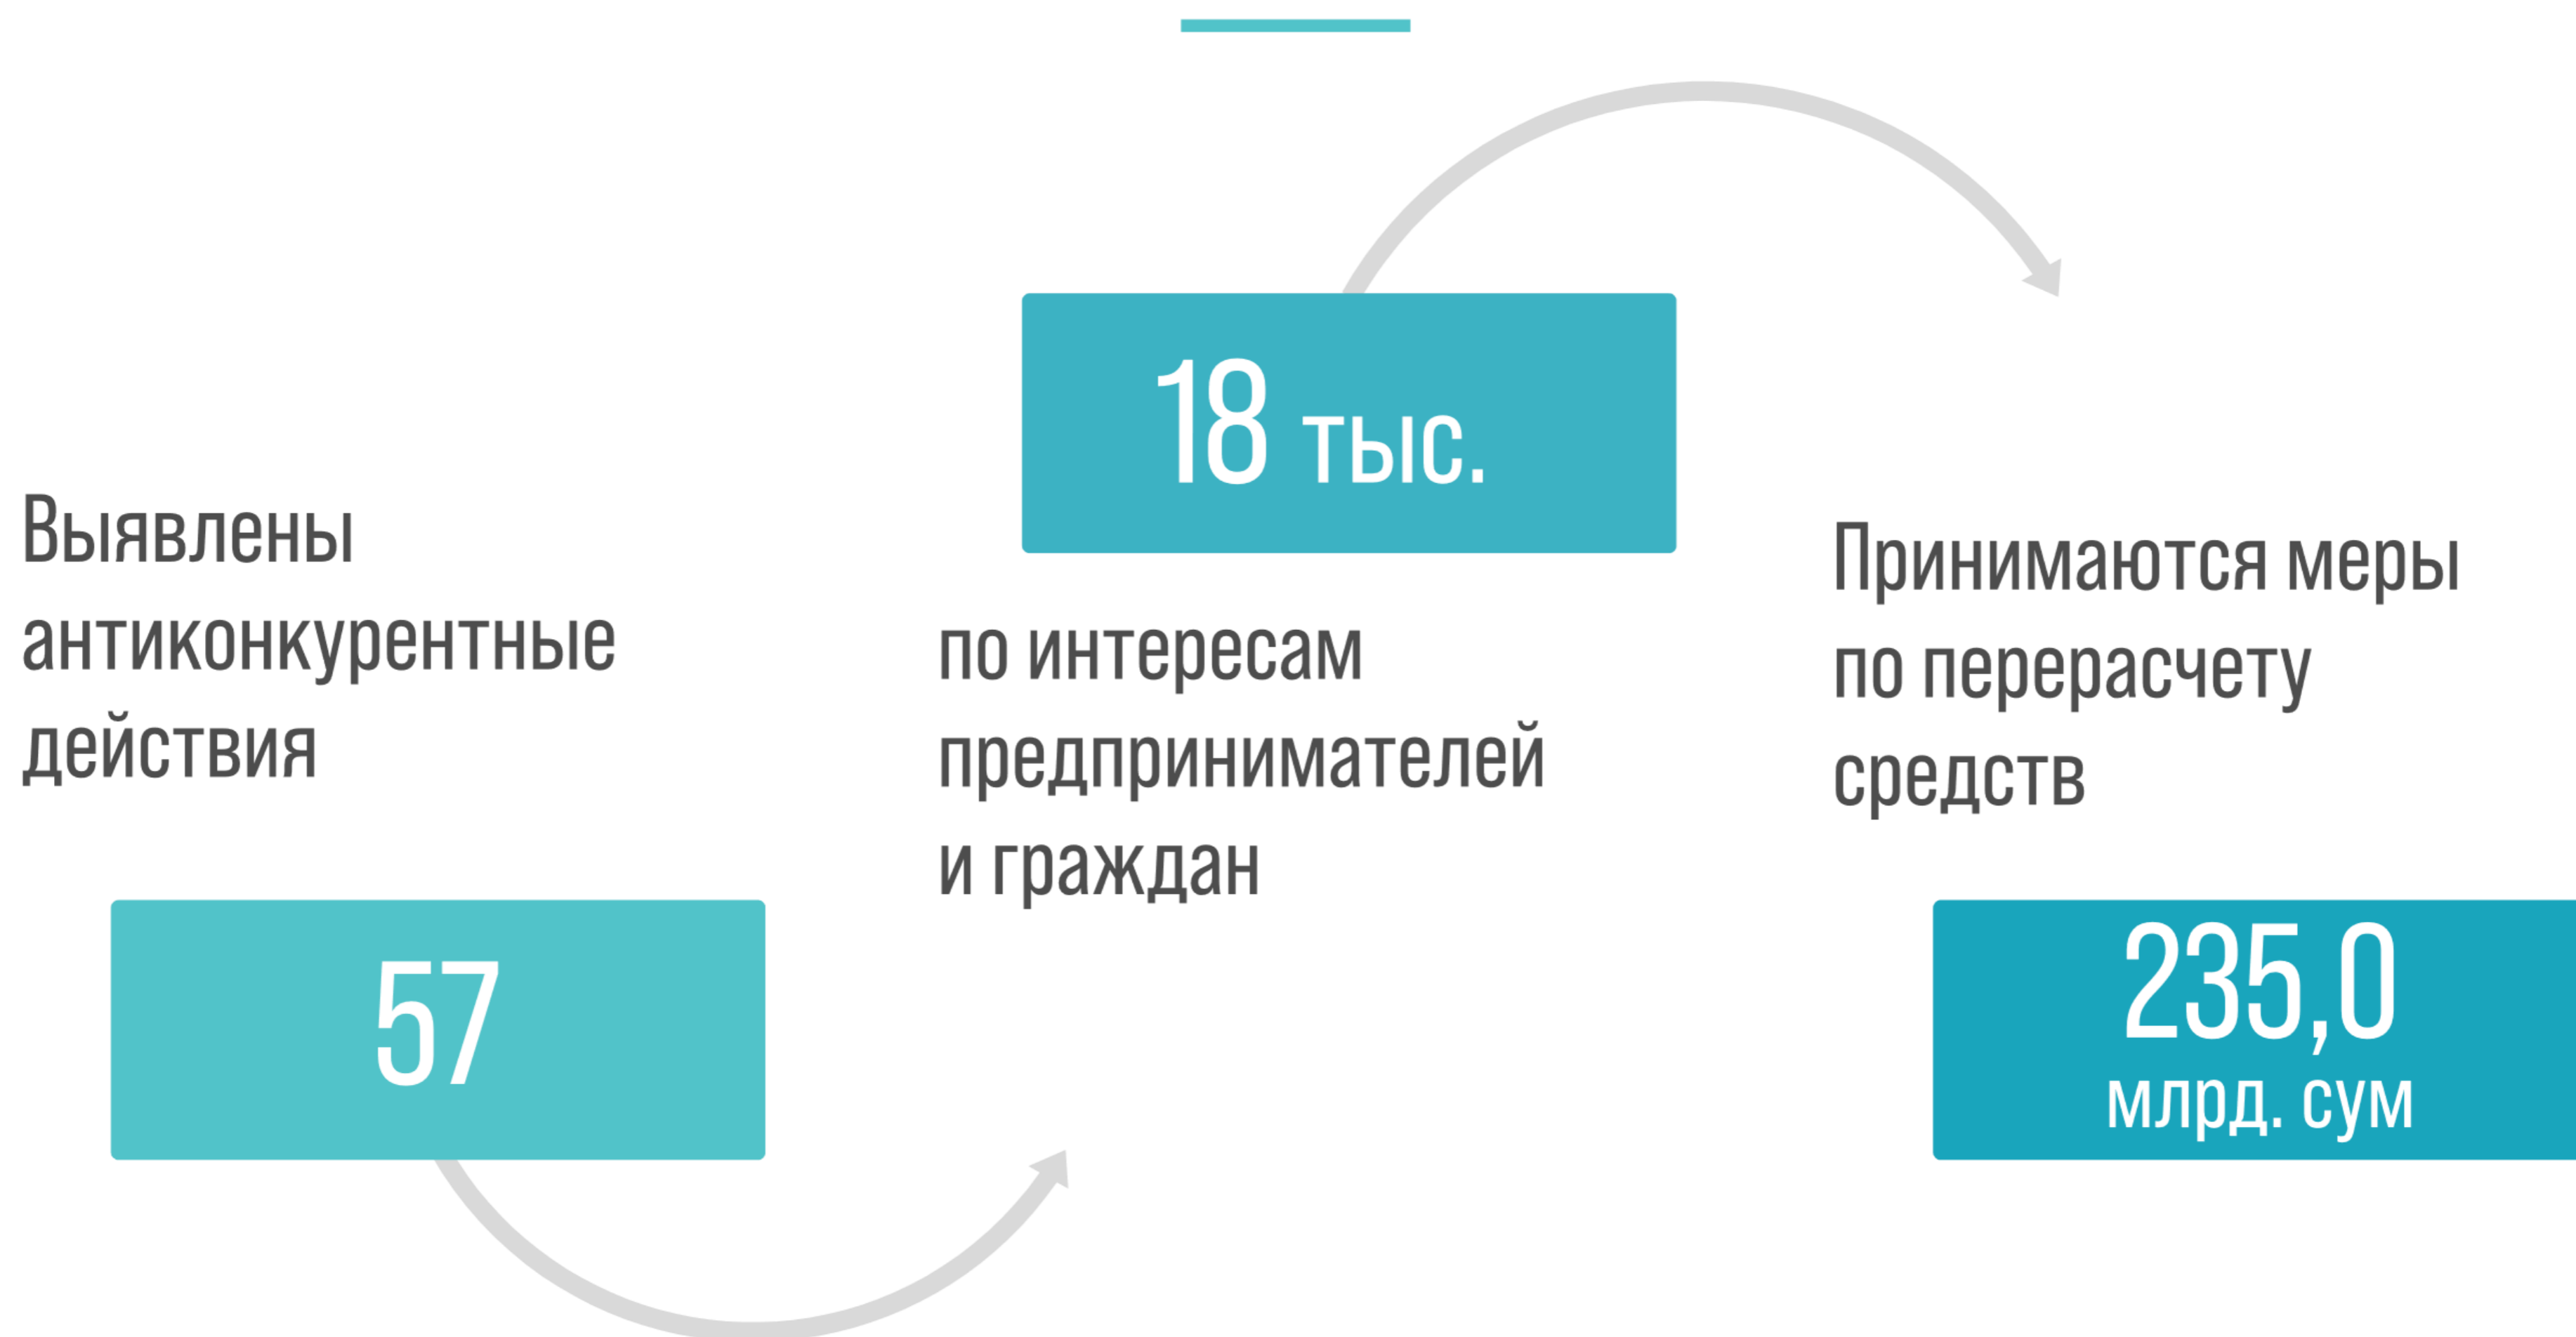 Выявлены
антиконкурентные
действия
57
18 тыс.
по интересам
предпринимателей
и граждан
Принимаются меры
по перерасчету
средств
235,0
млрд. сум